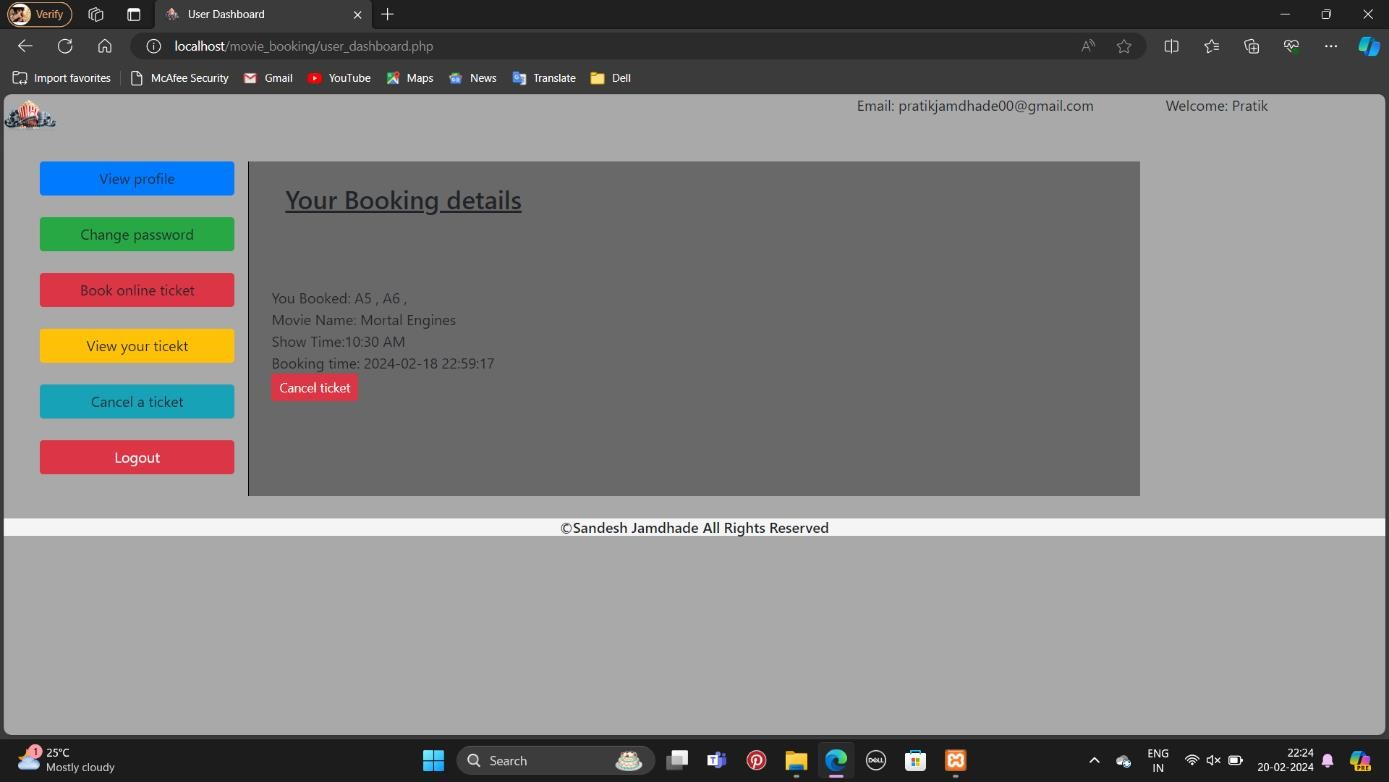 Verify
User Dashboard
localhost/movie_booking/user_dashboard.php
Import favorites
McAfee Security
Gmail
YouTube
Maps
News
Translate
Dell
Email: pratikjamdhade00@gmail.com
Welcome: Pratik
View profile
Change password
Book online ticket
View your ticekt
Cancel a ticket
Logout
Your Booking details
You Booked: A5 , A6 ,
Movie Name: Mortal Engines
Show Time:10:30 AM
Booking time: 2024-02-18 22:59:17
Cancel ticket
©Sandesh Jamdhade All Rights Reserved
1
25°C
Mostly cloudy
Search
DELL
ENG
IN
22:24
20-02-2024
PRE